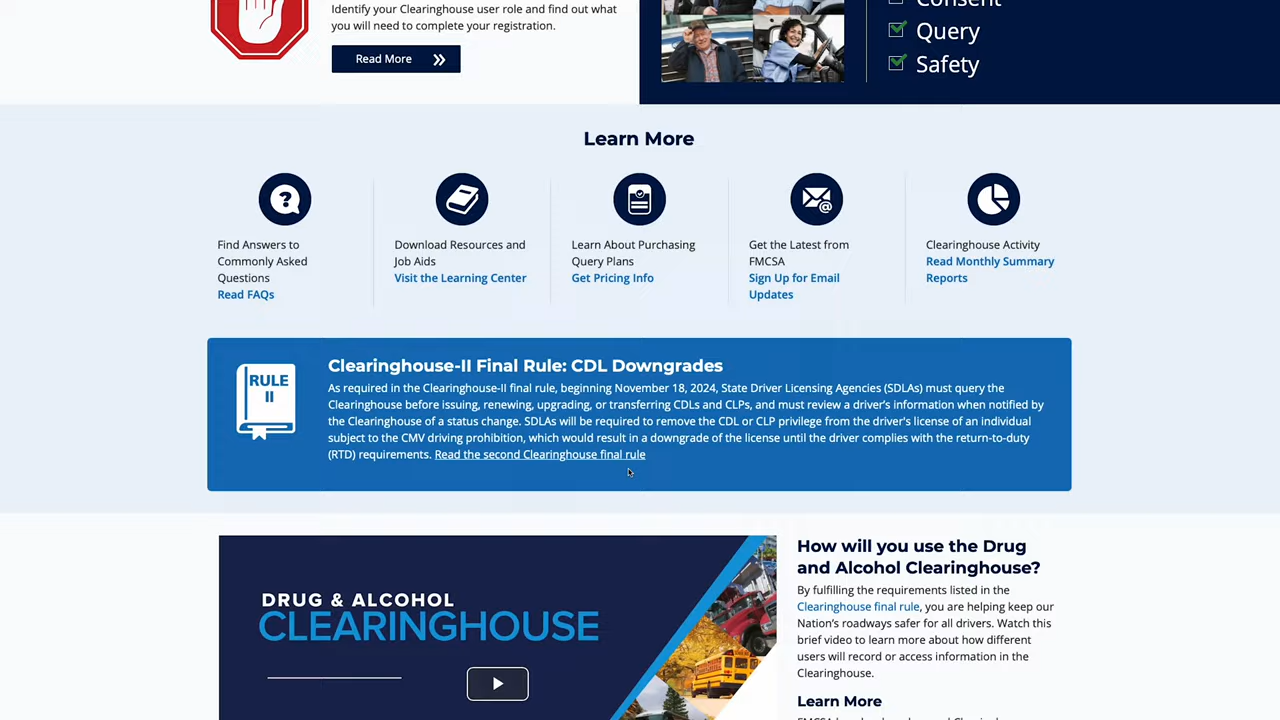 Identify your Clearinghouse user role and find out what
you will need to complete your registration.
Read More
Consent
Query
Safety
Learn More
Find Answers to
Commonly Asked
Questions
Read FAQs
Download Resources and
Job Aids
Visit the Learning Center
Learn About Purchasing
Query Plans
Get Pricing Info
Get the Latest from
FMCSA
Sign Up for Email
Updates
Clearinghouse Activity
Read Monthly Summary
Reports
RULE
II
Clearinghouse-II Final Rule: CDL Downgrades
As required in the Clearinghouse-II final rule, beginning November 18, 2024, State Driver Licensing Agencies (SDLAs) must query the
Clearinghouse before issuing, renewing, upgrading, or transferring CDLs and CLPs, and must review a driver's information when notified by
the Clearinghouse of a status change. SDLAs will be required to remove the CDL or CLP privilege from the driver's license of an individual
subject to the CMV driving prohibition, which would result in a downgrade of the license until the driver complies with the return-to-duty
(RTD) requirements. Read the second Clearinghouse final rule
DRUG & ALCOHOL
CLEARINGHOUSE
How will you use the Drug
and Alcohol Clearinghouse?
By fulfilling the requirements listed in the
Clearinghouse final rule, you are helping keep our
Nation's roadways safer for all drivers. Watch this
brief video to learn more about how different
users will record or access information in the
Clearinghouse.
Learn More